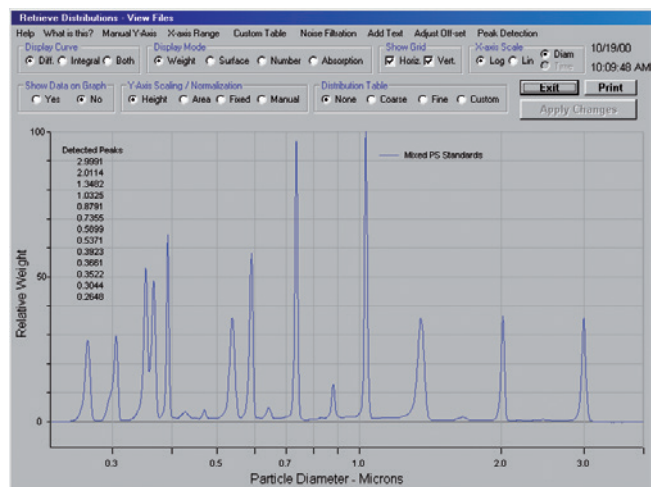 Retrieve Distributions - View Files
Help What is this? Manual Y-Axis X-axis Range Custom Table Noise Filtration Add Text Adjust Off-set Peak Detection
Display Curve Display Mode Show Grid X-axis Scale
Diff. Integral Both Weight Surface Number Absorption Horiz. Vert. Log Lin Diam Time
10/19/00
10:09:48 AM
Show Data on Graph Y-Axis Scaling / Normalization Distribution Table
Yes No Height Area Fixed Manual None Coarse Fine Custom
Exit Print
Apply Changes
100
Detected Peaks
2.9991
2.0114
1.3482
1.0325
0.8791
0.7355
0.5899
0.5371
0.3923
0.3661
0.3522
0.3044
0.2648
Mixed PS Standards
50
0
Relative Weight
0.3 0.5 0.7 1.0 2.0 3.0
Particle Diameter - Microns